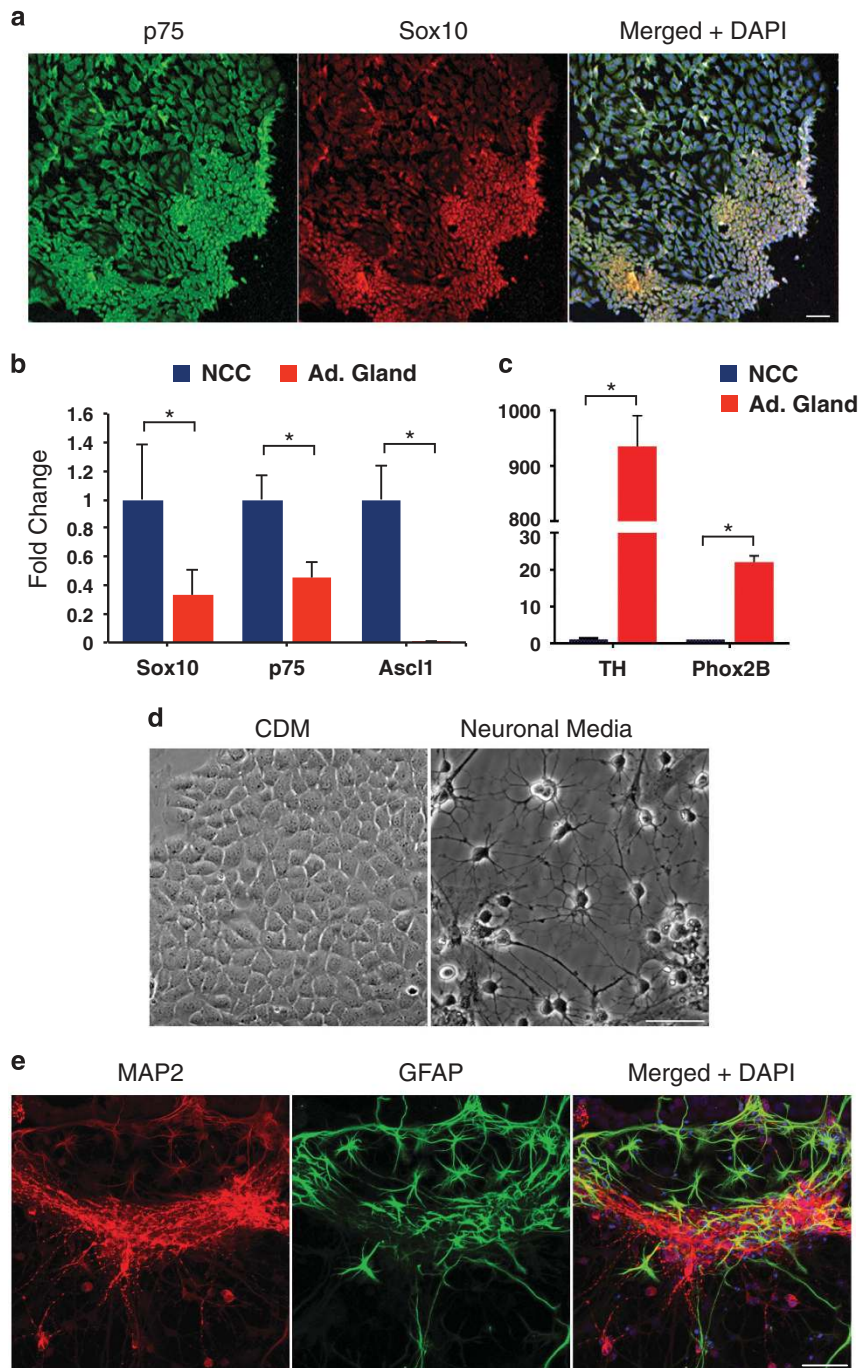 a
p75 Sox10 Merged + DAPI
b
NCC Ad. Gland
Fold Change
1.6
1.4
1.2
1
0.8
0.6
0.4
0.2
0
* * *
Sox10 p75 Ascl1
c
NCC
Ad. Gland
1000
900
800
30
20
10
0
* *
TH Phox2B
d
CDM Neuronal Media
e
MAP2 GFAP Merged + DAPI